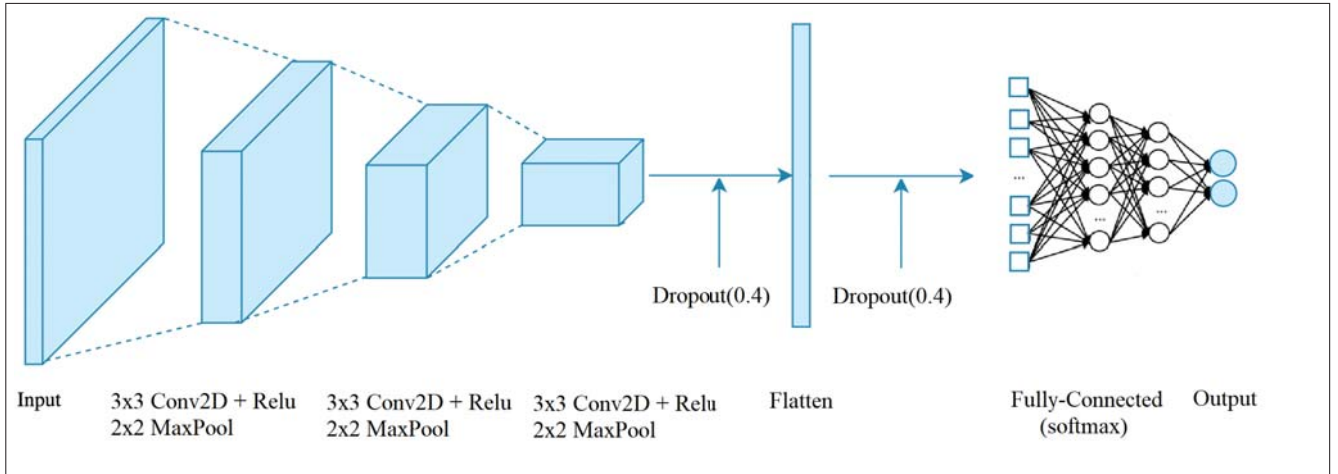 Dropout(0.4)
Dropout(0.4)
...
...
...
Input
3x3 Conv2D + Relu
2x2 MaxPool
3x3 Conv2D + Relu
2x2 MaxPool
3x3 Conv2D + Relu
2x2 MaxPool
Flatten
Fully-Connected
(softmax)
Output